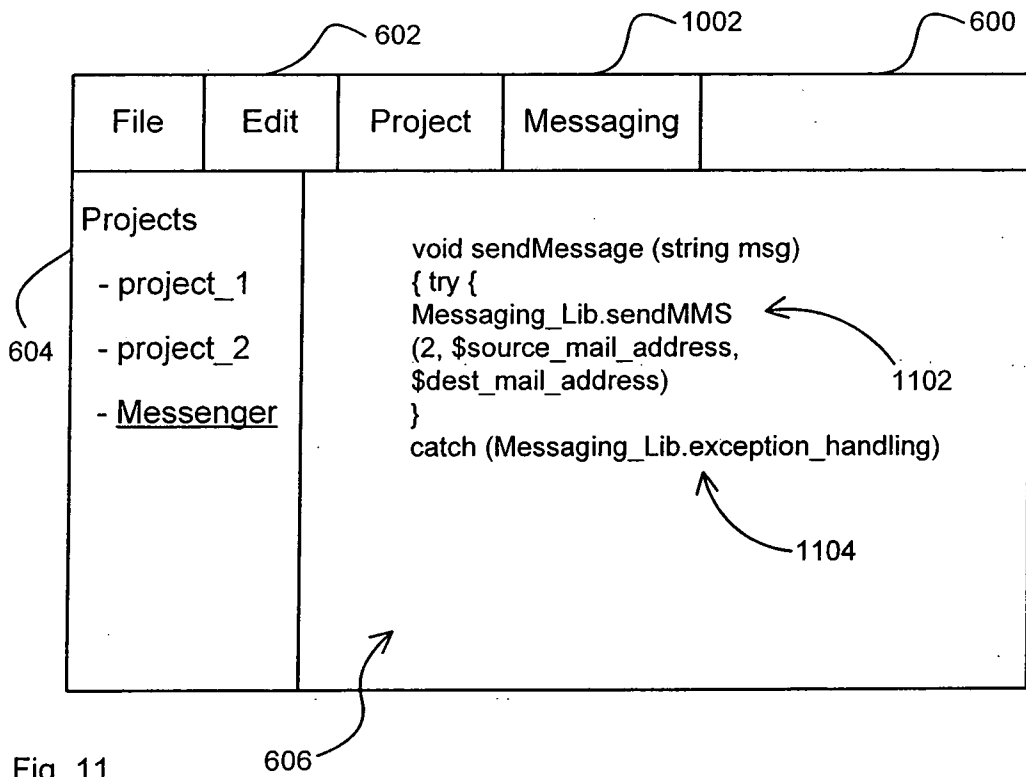 602
1002
600
File Edit Project Messaging
Projects
- project_1
- project_2
- Messenger
604
void sendMessage (string msg)
{ try {
Messaging_Lib.sendMMS
(2, $source_mail_address,
$dest_mail_address)
}
catch (Messaging_Lib.exception_handling)
1102
1104
606
Fig. 11